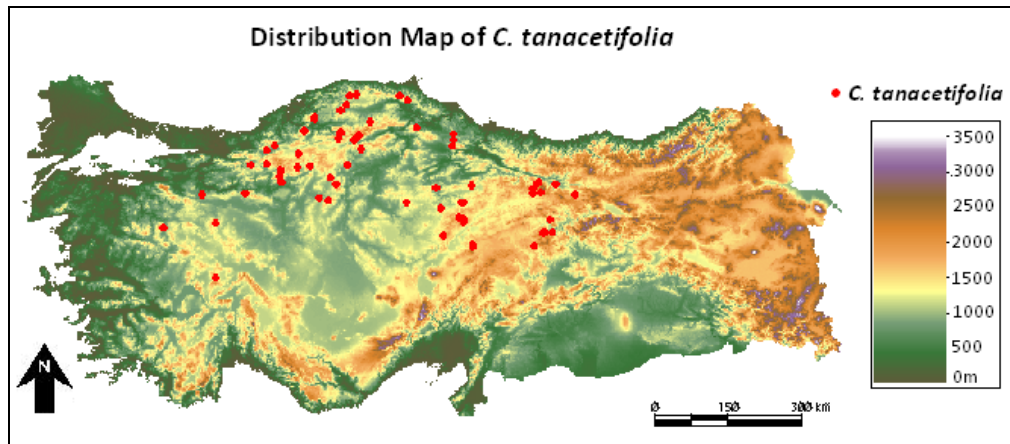 Distribution Map of C. tanacetifolia
C. tanacetifolia
3500
3000
2500
2000
1500
1000
500
0m
N
0 150 300 km